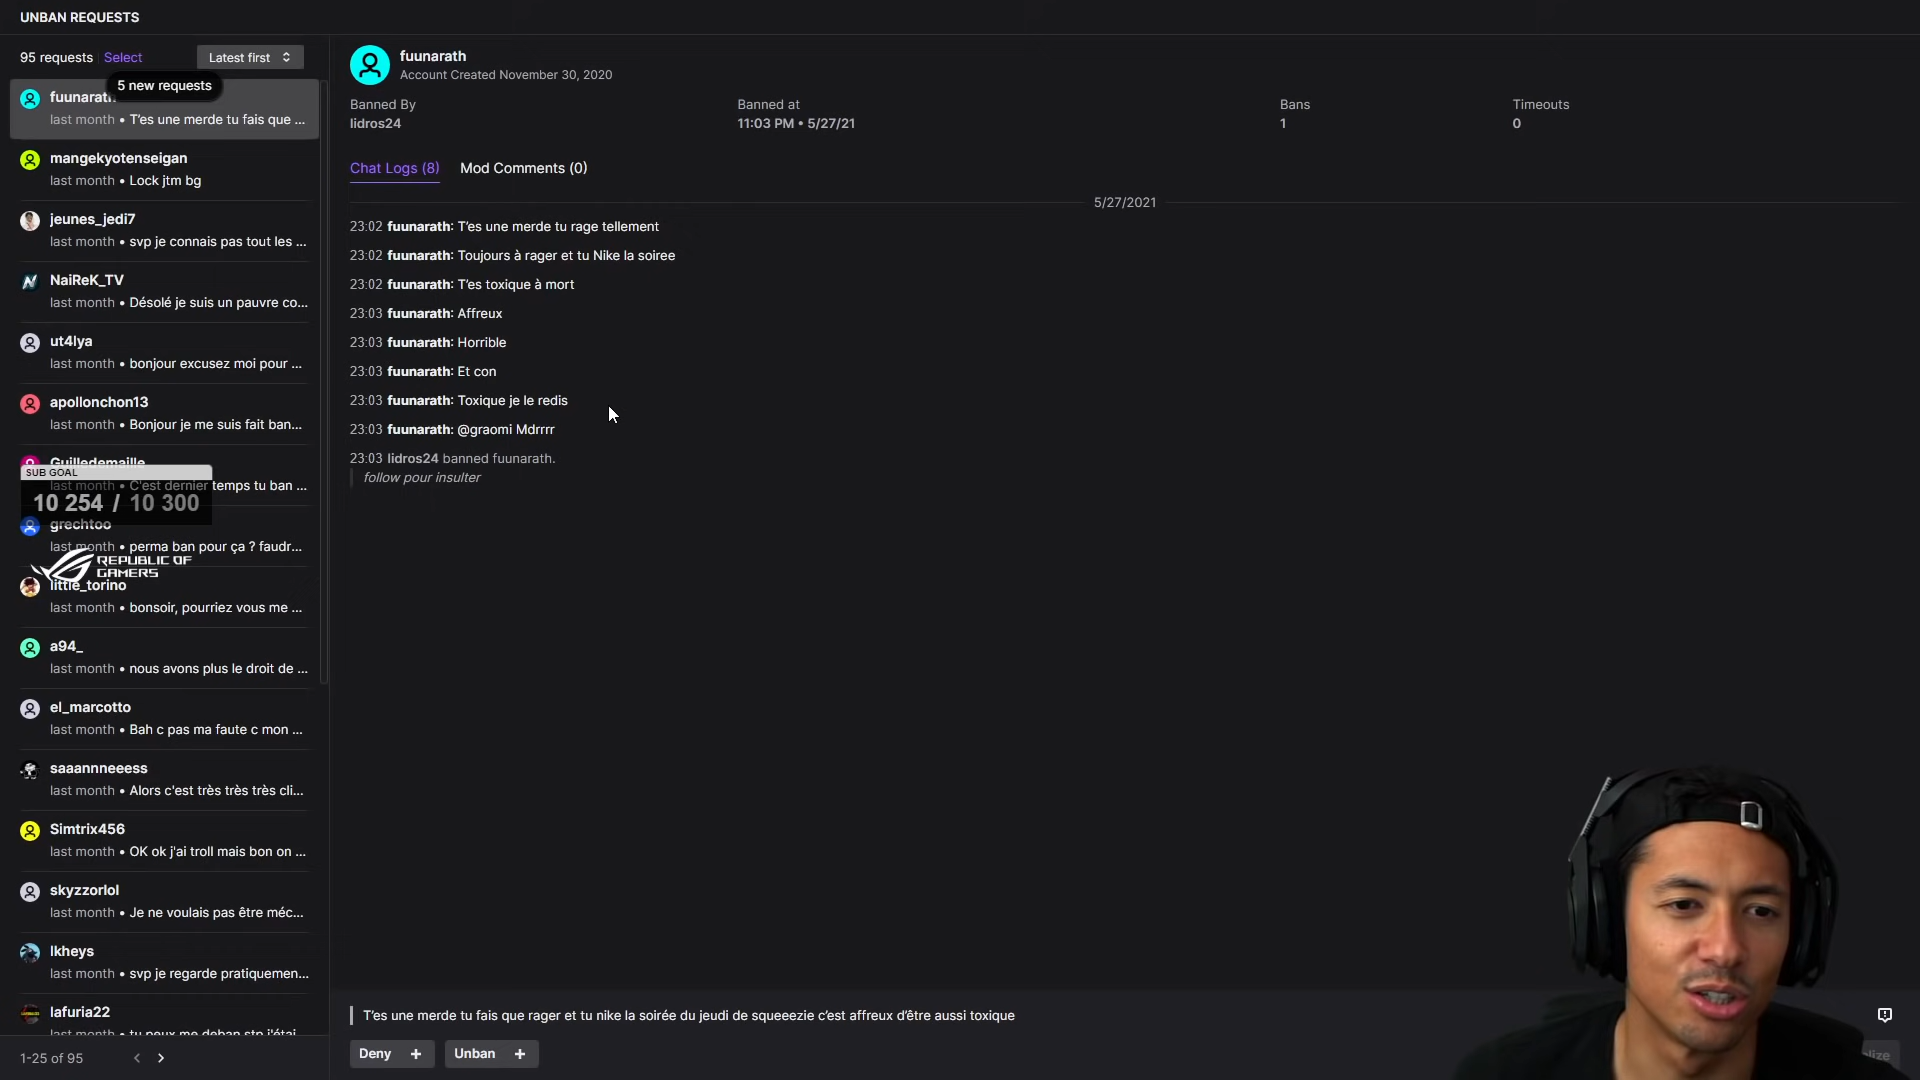 UNBAN REQUESTS
95 requests
Select
Latest first
5 new requests
last month • T'es une merde tu fais que ...
mangekyotenseigan
last month • Lock jtm bg
jeunes_jedi7
last month • svp je connais pas tout les ...
NaiReK_TV
last month • Désolé je suis un pauvre co...
ut4lya
last month • bonjour excusez moi pour ...
apollonchon13
last month • Bonjour je me suis fait ban...
Guilledemaille
last month • C'est dernier temps tu ban ...
SUB GOAL
10 254 / 10 300
grechtoo
last month • perma ban pour ça ? faudr...
REPUBLIC OF
GAMERS
little_torino
last month • bonsoir, pourriez vous me ...
a94_
last month • nous avons plus le droit de ...
el_marcotto
last month • Bah c pas ma faute c mon ...
saaannneeess
last month • Alors c'est très très très cli...
Simtrix456
last month • OK ok j'ai troll mais bon on ...
skyzzorlol
last month • Je ne voulais pas être méc...
last month • svp je regarde pratiquemen...
lafuria22
1-25 of 95
fuunarath
Account Created November 30, 2020
Banned By
lidros24
Banned at
11:03 PM • 5/27/21
Bans
1
Timeouts
0
Chat Logs (8)
Mod Comments (0)
5/27/2021
23:02 fuunarath: T'es une merde tu rage tellement
23:02 fuunarath: Toujours à rager et tu Nike la soiree
23:02 fuunarath: T'es toxique à mort
23:03 fuunarath: Affreux
23:03 fuunarath: Horrible
23:03 fuunarath: Et con
23:03 fuunarath: Toxique je le redis
23:03 fuunarath: @graomi Mdrrrr
23:03 lidros24 banned fuunarath.
follow pour insulter
T'es une merde tu fais que rager et tu nike la soirée du jeudi de squeeezie c'est affreux d'être aussi toxique
Deny +
Unban +